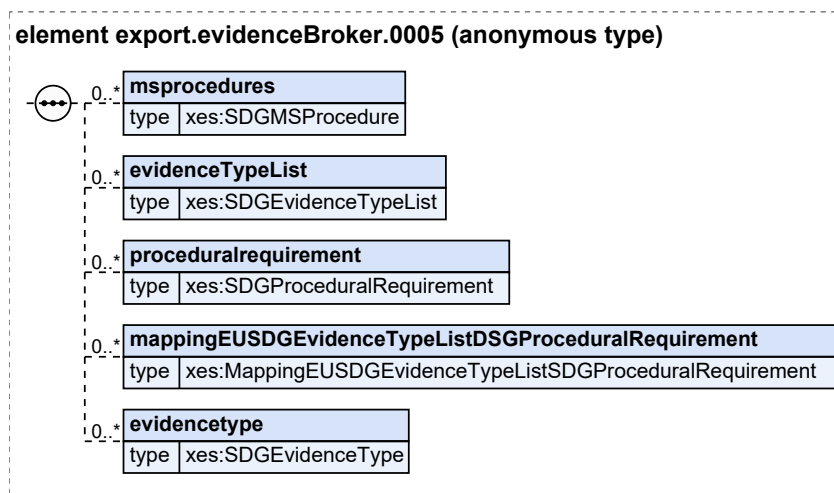 element export.evidenceBroker.0005 (anonymous type)
0..* msprocedures
type xes:SDGMSProcedure
0..* evidenceTypeList
type xes:SDGEvidenceTypeList
0..* proceduralrequirement
type xes:SDGProceduralRequirement
0..* mappingEUSDGEvidenceTypeListDSGProceduralRequirement
type xes:MappingEUSDGEvidenceTypeListSDGProceduralRequirement
0..* evidencetype
type xes:SDGEvidenceType